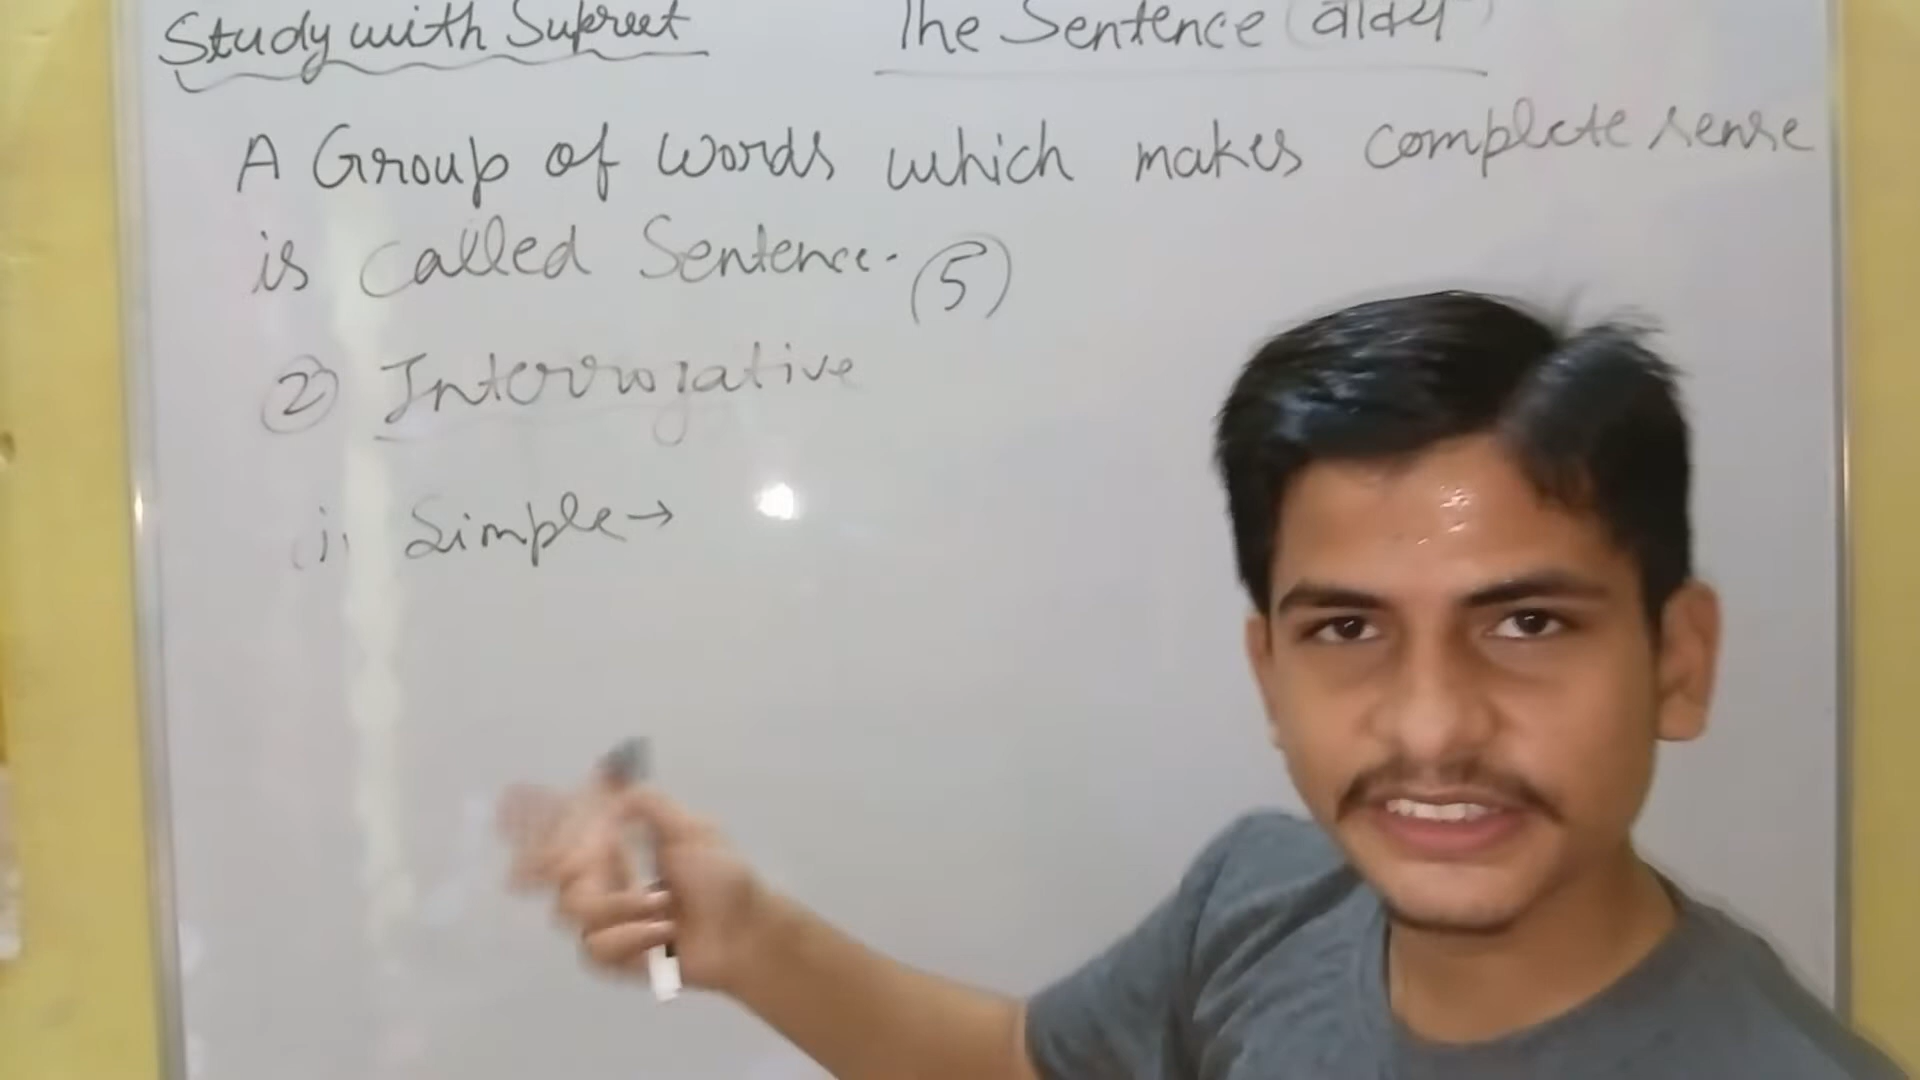 Study with Supreet
The Sentence (वाक्य)
A Group of words which makes complete sense
is called Sentence. (5)
② Interrogative
(i) Simple →